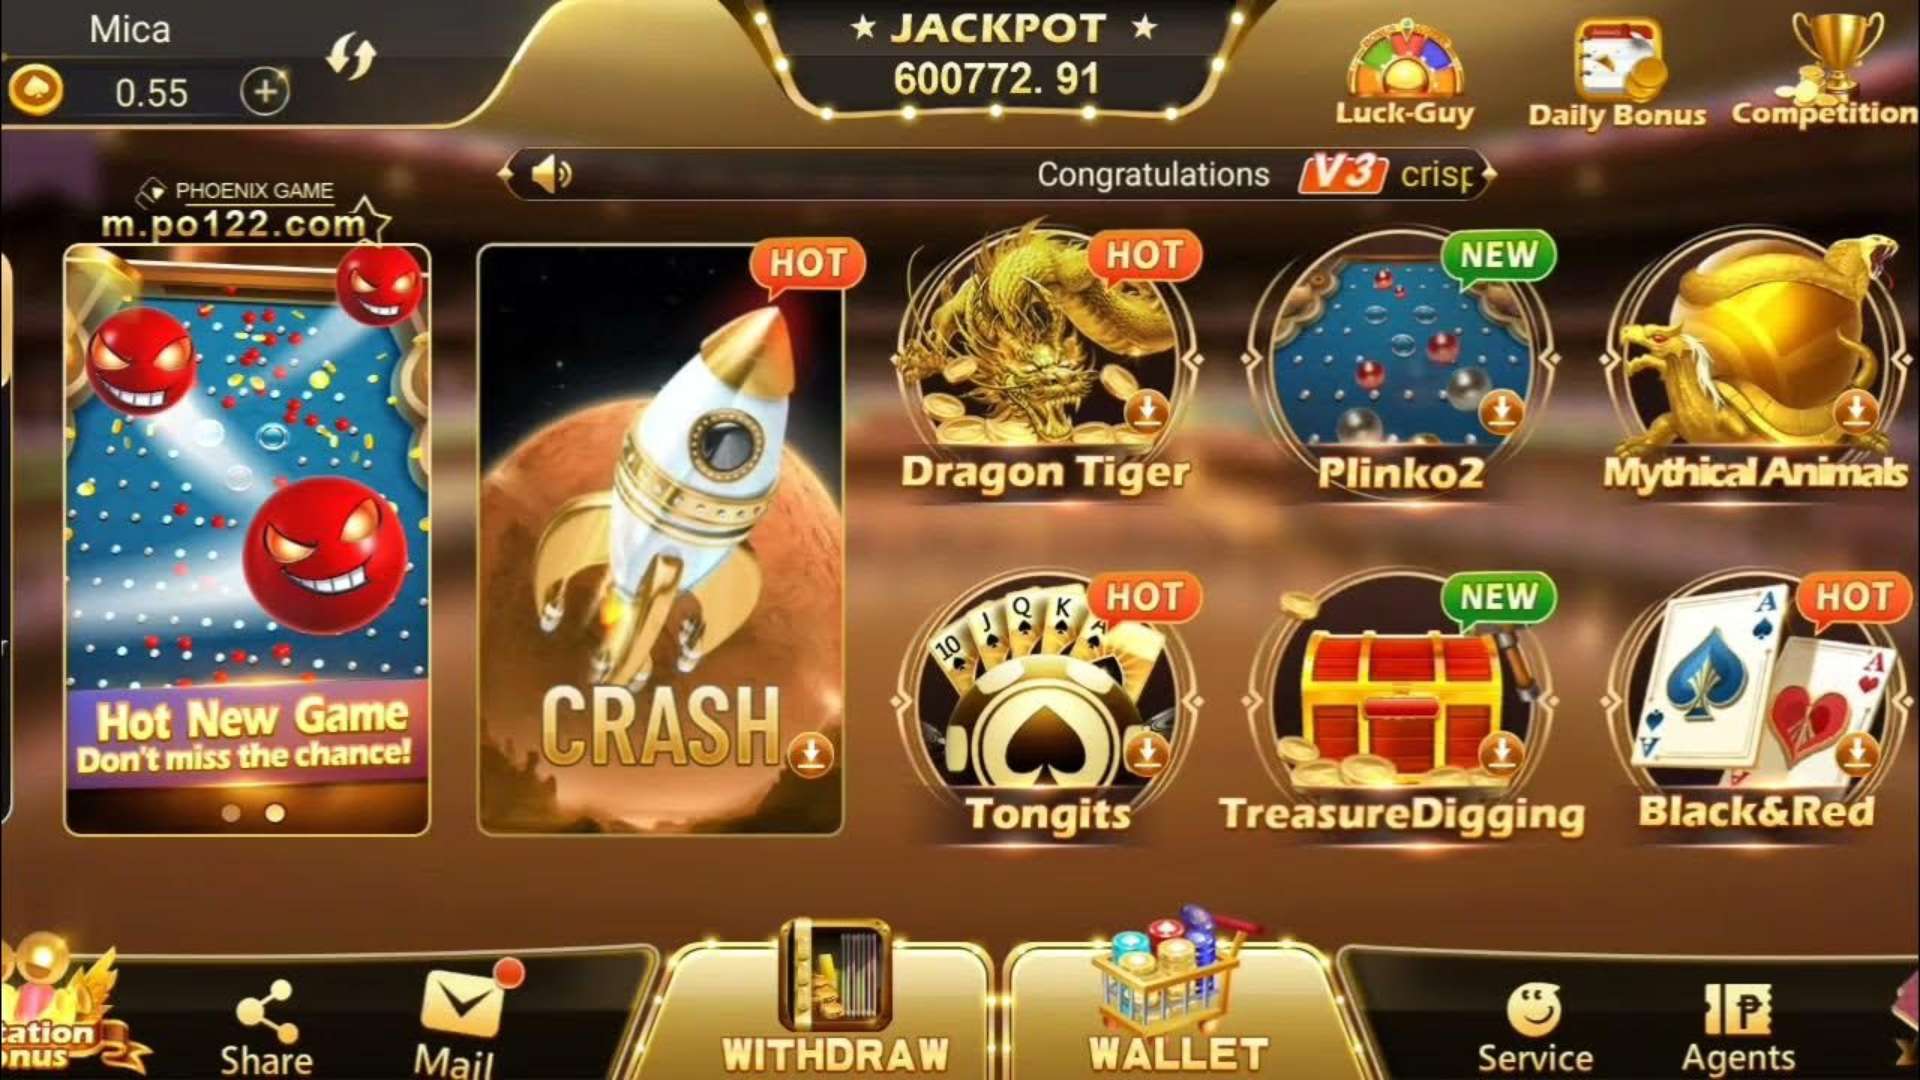 Mica
0.55
JACKPOT
600772. 91
Luck-Guy
Daily Bonus
Competition
Congratulations V3 crisp
PHOENIX GAME
m.po122.com
Hot New Game
Don't miss the chance!
HOT
CRASH
HOT
Dragon Tiger
NEW
Plinko2
Mythical Animals
10 J Q K A
HOT
Tongits
NEW
TreasureDigging
A A
A
HOT
Black&Red
ation
onus
Share
Mail
WITHDRAW
WALLET
Service
Agents